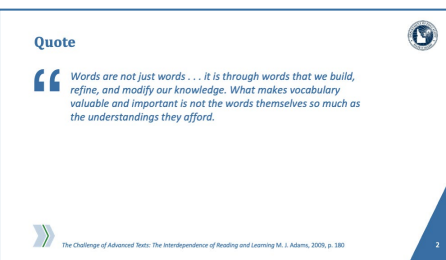 Quote
“
Words are not just words . . . it is through words that we build,
refine, and modify our knowledge. What makes vocabulary
valuable and important is not the words themselves so much as
the understandings they afford.
The Challenge of Advanced Texts: The Interdependence of Reading and Learning M. J. Adams, 2009, p. 180
2